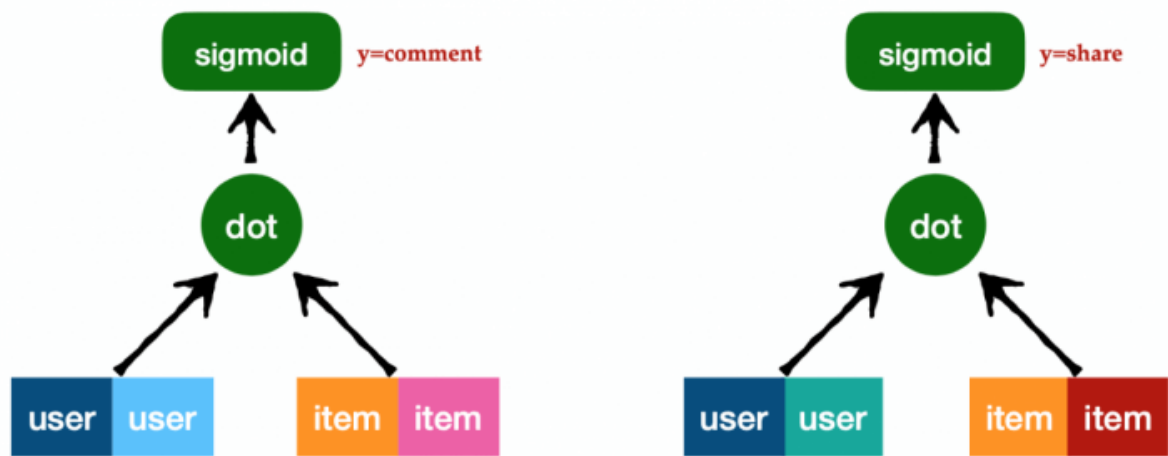 sigmoid y=comment
sigmoid y=share
dot
dot
user user item item
user user item item